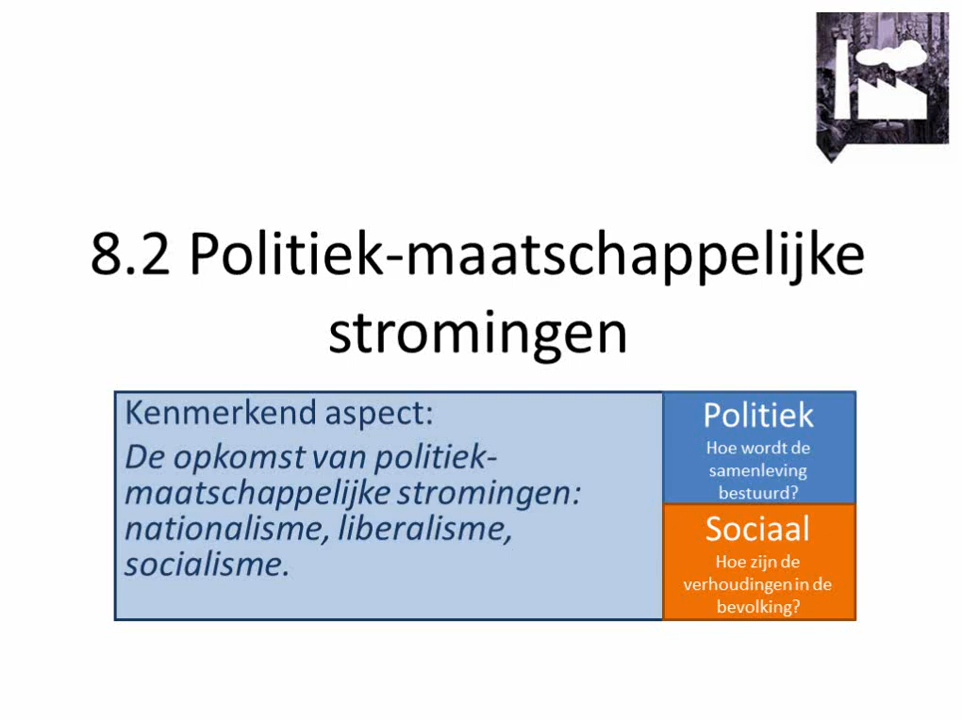 8.2 Politiek-maatschappelijke
stromingen
Kenmerkend aspect:
De opkomst van politiek-
maatschappelijke stromingen:
nationalisme, liberalisme,
socialisme.
Politiek
Hoe wordt de
samenleving
bestuurd?
Sociaal
Hoe zijn de
verhoudingen in de
bevolking?